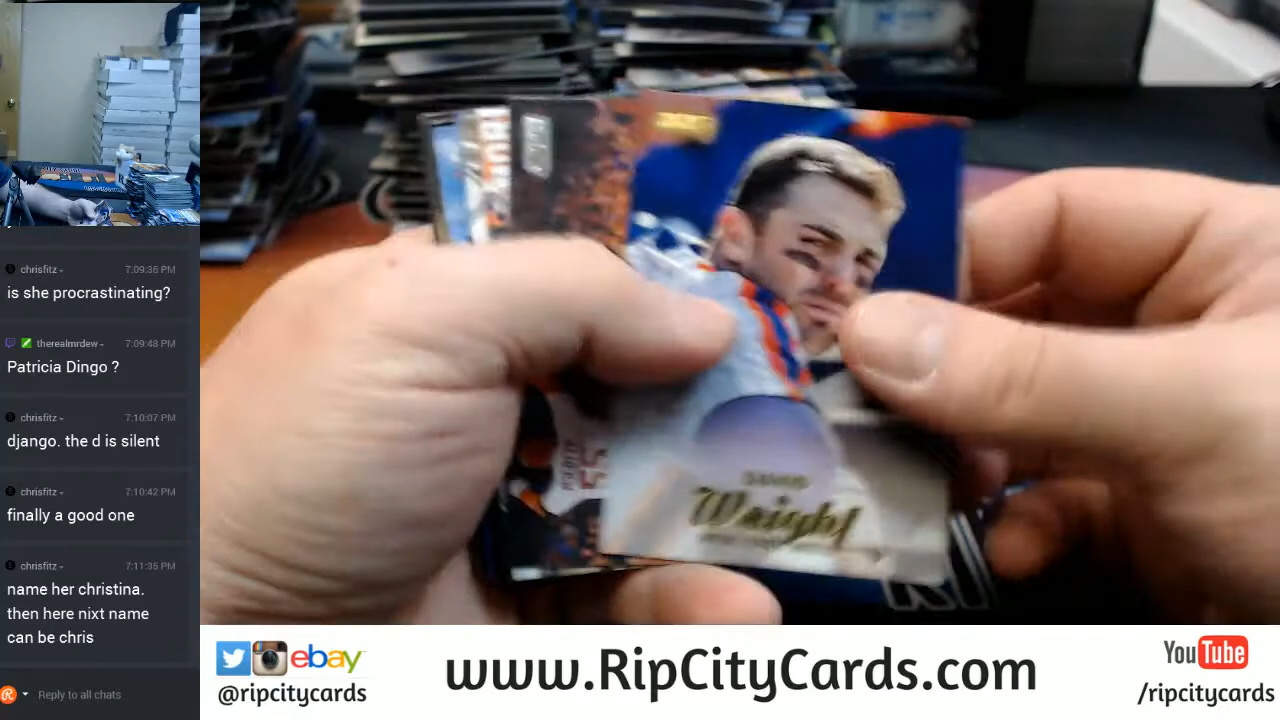 chrisfitz
7:09:36 PM
is she procrastinating?
therealmrdew
7:09:48 PM
Patricia Dingo ?
chrisfitz
7:10:07 PM
django. the d is silent
chrisfitz
7:10:42 PM
finally a good one
chrisfitz
7:11:35 PM
name her christina.
then here nixt name
can be chris
Reply to all chats
DAVID
Wright
55
ebay
@ripcitycards
www.RipCityCards.com
YouTube
/ripcitycards